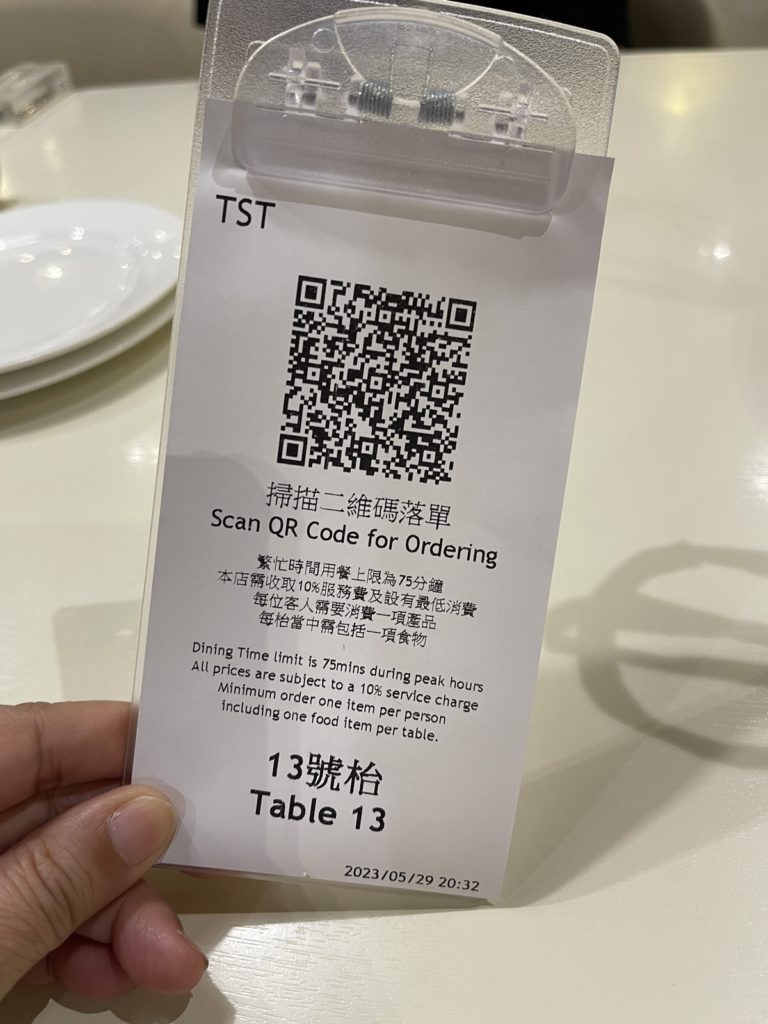 TST
掃描二維碼落單
Scan QR Code for Ordering
繁忙時間用餐上限為75分鐘
本店需收取10%服務費及設有最低消費
每位客人需要消費一項產品
每枱當中需包括一項食物
Dining Time limit is 75mins during peak hours
All prices are subject to a 10% service charge
Minimum order one item per person
including one food item per table.
13號枱
Table 13
2023/05/29 20:32